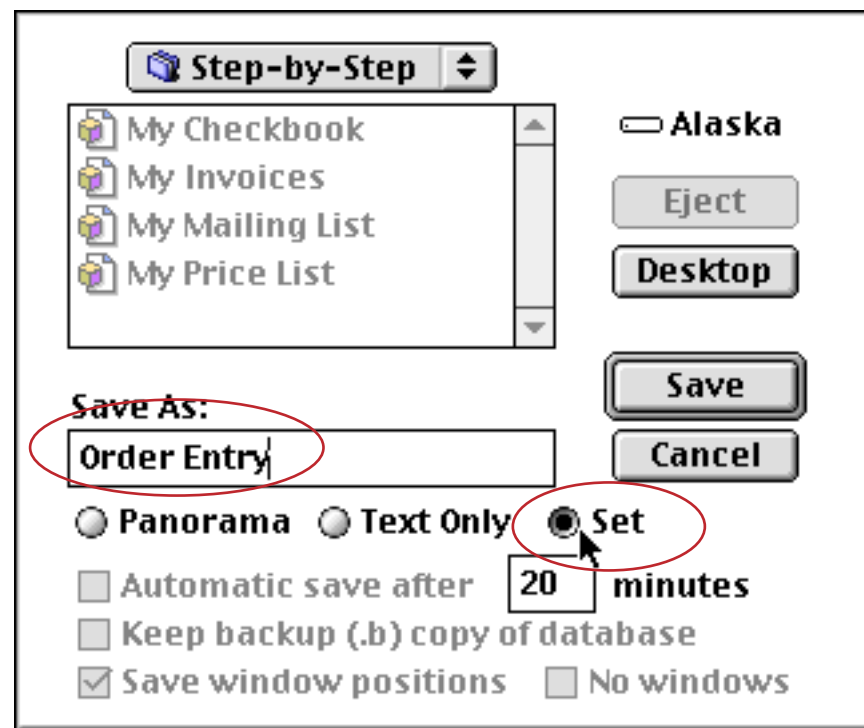 Step-by-Step
My Checkbook
Alaska
My Invoices
Eject
My Mailing List
My Price List
Desktop
Save
Save As:
Order Entry
Cancel
Panorama Text Only Set
Automatic save after 20 minutes
Keep backup (.b) copy of database
Save window positions No windows